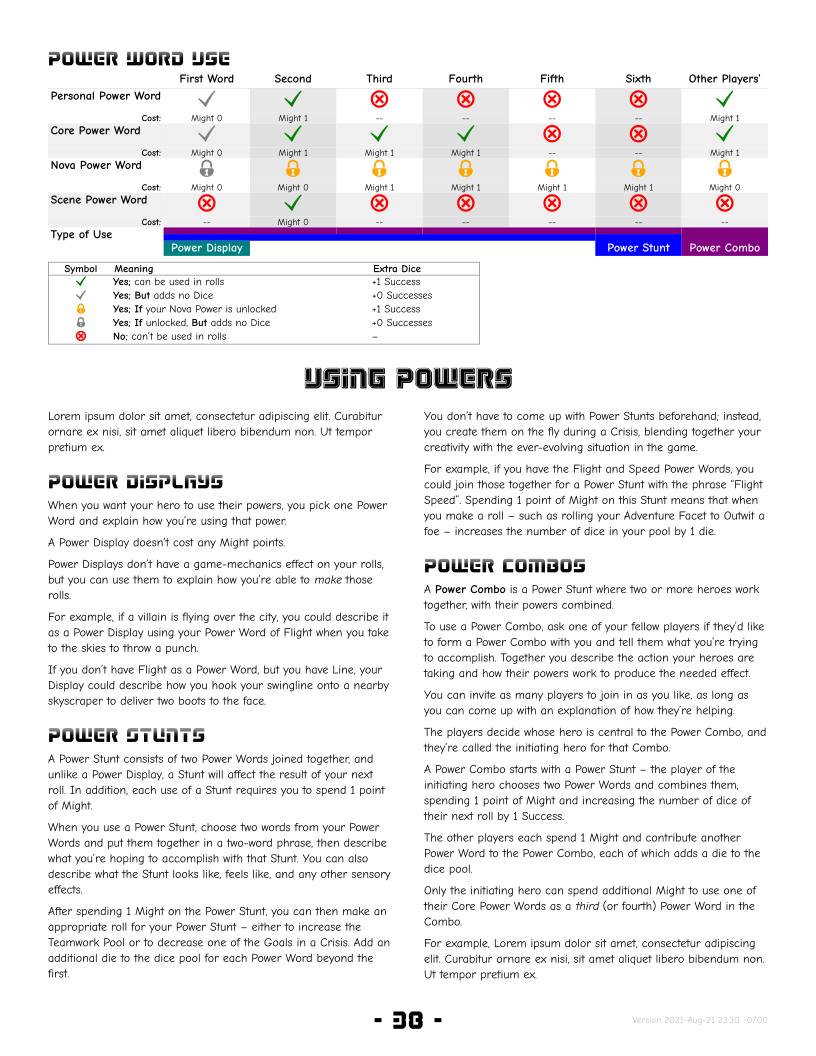 POWER WORD USE
First Word Second Third Fourth Fifth Sixth Other Players'
Personal Power Word
Cost: Might 0 Might 1 -- -- -- -- Might 1
Core Power Word
Cost: Might 0 Might 1 Might 1 Might 1 -- -- Might 1
Nova Power Word
Cost: Might 0 Might 0 Might 1 Might 1 Might 1 Might 1 Might 0
Scene Power Word
Cost: -- Might 0 -- -- -- -- --
Type of Use
Power Display Power Stunt Power Combo
Symbol Meaning Extra Dice
Yes; can be used in rolls +1 Success
Yes; But adds no Dice +0 Successes
Yes; If your Nova Power is unlocked +1 Success
Yes; If unlocked, But adds no Dice +0 Successes
No; can't be used in rolls –
USING POWERS
Lorem ipsum dolor sit amet, consectetur adipiscing elit. Curabitur
ornare ex nisi, sit amet aliquet libero bibendum non. Ut tempor
pretium ex.
POWER DISPLAYS
When you want your hero to use their powers, you pick one Power
Word and explain how you're using that power.
A Power Display doesn't cost any Might points.
Power Displays don't have a game-mechanics effect on your rolls,
but you can use them to explain how you're able to make those
rolls.
For example, if a villain is flying over the city, you could describe it
as a Power Display using your Power Word of Flight when you take
to the skies to throw a punch.
If you don't have Flight as a Power Word, but you have Line, your
Display could describe how you hook your swingline onto a nearby
skyscraper to deliver two boots to the face.
POWER STUNTS
A Power Stunt consists of two Power Words joined together, and
unlike a Power Display, a Stunt will affect the result of your next
roll. In addition, each use of a Stunt requires you to spend 1 point
of Might.
When you use a Power Stunt, choose two words from your Power
Words and put them together in a two-word phrase, then describe
what you're hoping to accomplish with that Stunt. You can also
describe what the Stunt looks like, feels like, and any other sensory
effects.
After spending 1 Might on the Power Stunt, you can then make an
appropriate roll for your Power Stunt – either to increase the
Teamwork Pool or to decrease one of the Goals in a Crisis. Add an
additional die to the dice pool for each Power Word beyond the
first.
You don't have to come up with Power Stunts beforehand; instead,
you create them on the fly during a Crisis, blending together your
creativity with the ever-evolving situation in the game.
For example, if you have the Flight and Speed Power Words, you
could join those together for a Power Stunt with the phrase “Flight
Speed”. Spending 1 point of Might on this Stunt means that when
you make a roll – such as rolling your Adventure Facet to Outwit a
foe – increases the number of dice in your pool by 1 die.
POWER COMBOS
A Power Combo is a Power Stunt where two or more heroes work
together, with their powers combined.
To use a Power Combo, ask one of your fellow players if they'd like
to form a Power Combo with you and tell them what you're trying
to accomplish. Together you describe the action your heroes are
taking and how their powers work to produce the needed effect.
You can invite as many players to join in as you like, as long as
you can come up with an explanation of how they're helping.
The players decide whose hero is central to the Power Combo, and
they're called the initiating hero for that Combo.
A Power Combo starts with a Power Stunt – the player of the
initiating hero chooses two Power Words and combines them,
spending 1 point of Might and increasing the number of dice of
their next roll by 1 Success.
The other players each spend 1 Might and contribute another
Power Word to the Power Combo, each of which adds a die to the
dice pool.
Only the initiating hero can spend additional Might to use one of
their Core Power Words as a third (or fourth) Power Word in the
Combo.
For example, Lorem ipsum dolor sit amet, consectetur adipiscing
elit. Curabitur ornare ex nisi, sit amet aliquet libero bibendum non.
Ut tempor pretium ex.
- 38 -
Version 2021-Aug-21 23:30 -0700